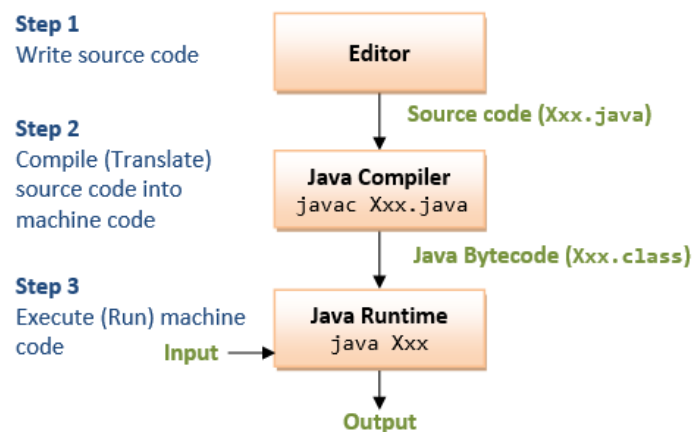 Step 1
Write source code
Editor
Source code (Xxx.java)
Step 2
Compile (Translate)
source code into
machine code
Java Compiler
javac Xxx.java
Java Bytecode (Xxx.class)
Step 3
Execute (Run) machine
code
Java Runtime
java Xxx
Input
Output